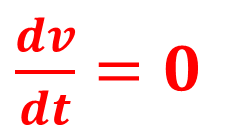 dv/dt = 0